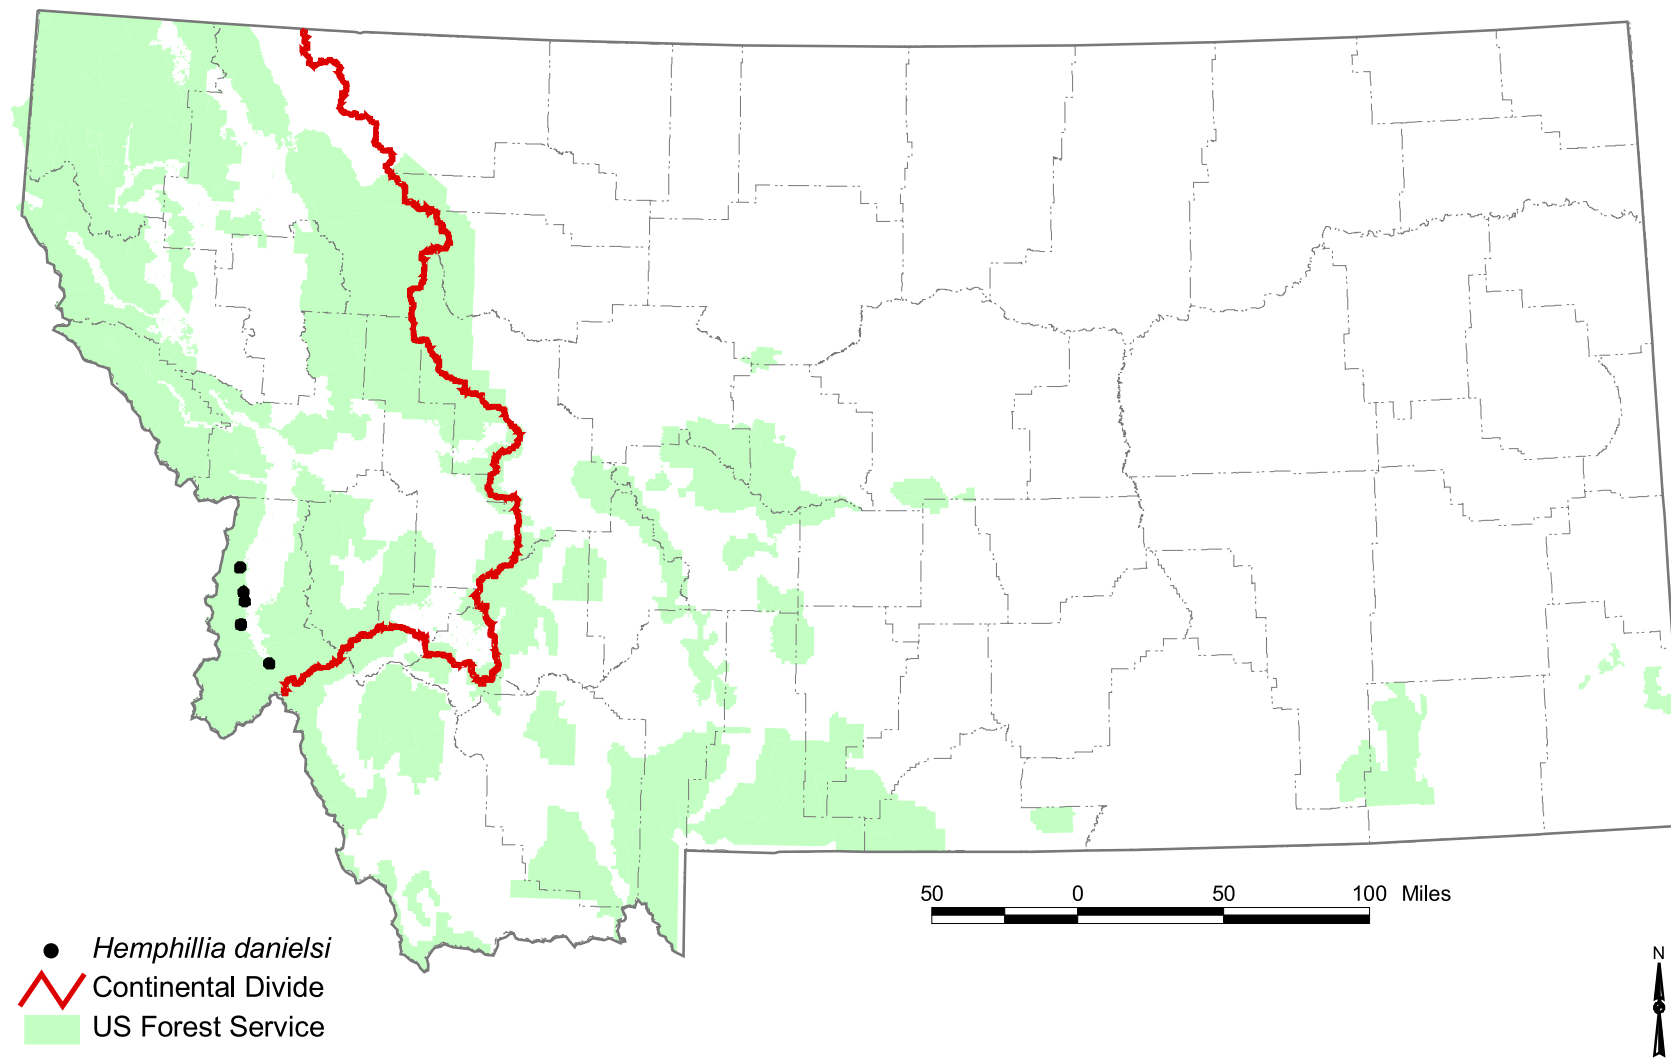 50 0 50 100 Miles
Hemphillia danielsi
Continental Divide
US Forest Service
N